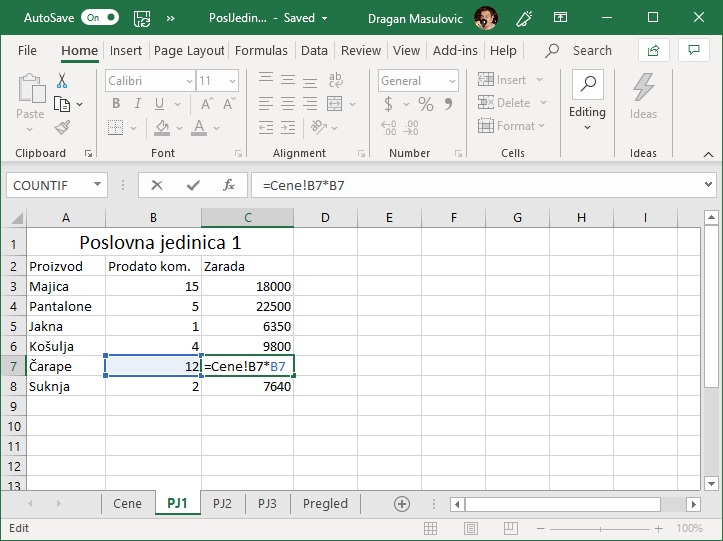 AutoSave On PoslJedin... - Saved Dragan Masulovic
File Home Insert Page Layout Formulas Data Review View Add-ins Help Search
Paste Calibri 11 General Insert Editing Ideas
B I U A A ab c $ % Delete
A Format
Clipboard Font Alignment Number Cells Ideas
COUNTIF fx =Cene!B7*B7
A B C D E F G H I
1 Poslovna jedinica 1
2 Proizvod Prodato kom. Zarada
3 Majica 15 18000
4 Pantalone 5 22500
5 Jakna 1 6350
6 Košulja 4 9800
7 Čarape 12 =Cene!B7*B7
8 Suknja 2 7640
9
10
11
12
13
Cene PJ1 PJ2 PJ3 Pregled
Edit 100%